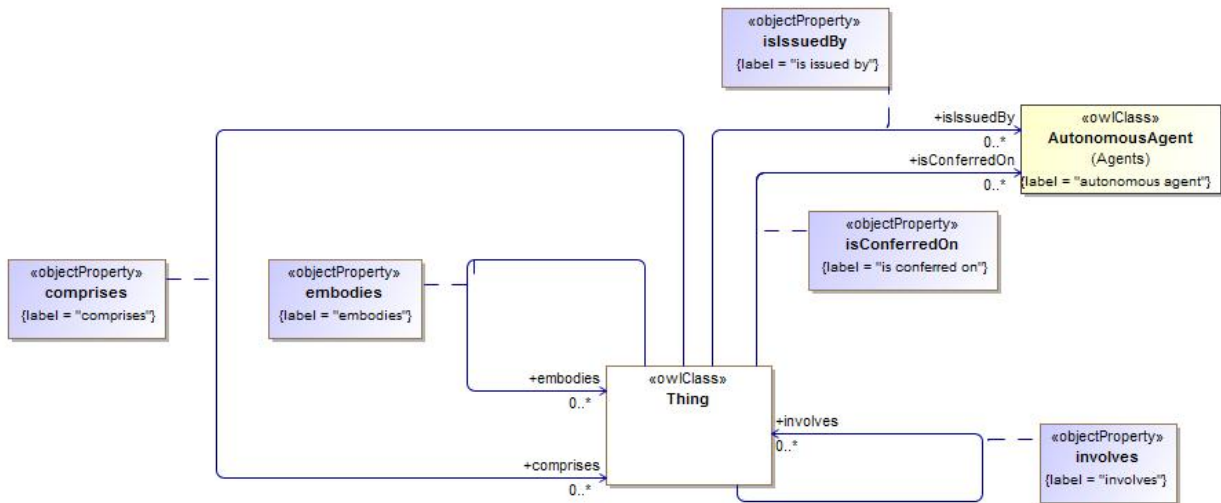 «objectProperty»
isIssuedBy
{label = "is issued by"}
+isIssuedBy
0..*
«owlClass»
AutonomousAgent
(Agents)
{label = "autonomous agent"}
+isConferredOn
0..*
«objectProperty»
isConferredOn
{label = "is conferred on"}
«objectProperty»
comprises
{label = "comprises"}
«objectProperty»
embodies
{label = "embodies"}
+embodies
0..*
«owlClass»
Thing
+involves
0..*
«objectProperty»
involves
{label = "involves"}
+comprises
0..*